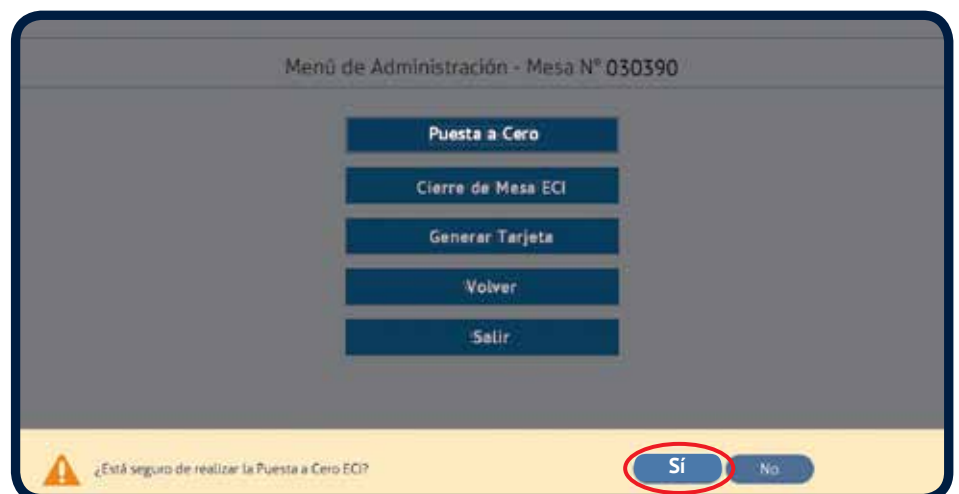 Menú de Administración - Mesa N° 030390
Puesta a Cero
Cierre de Mesa ECI
Generar Tarjeta
Volver
Salir
¿Está seguro de realizar la Puesta a Cero ECI?
Sí
No